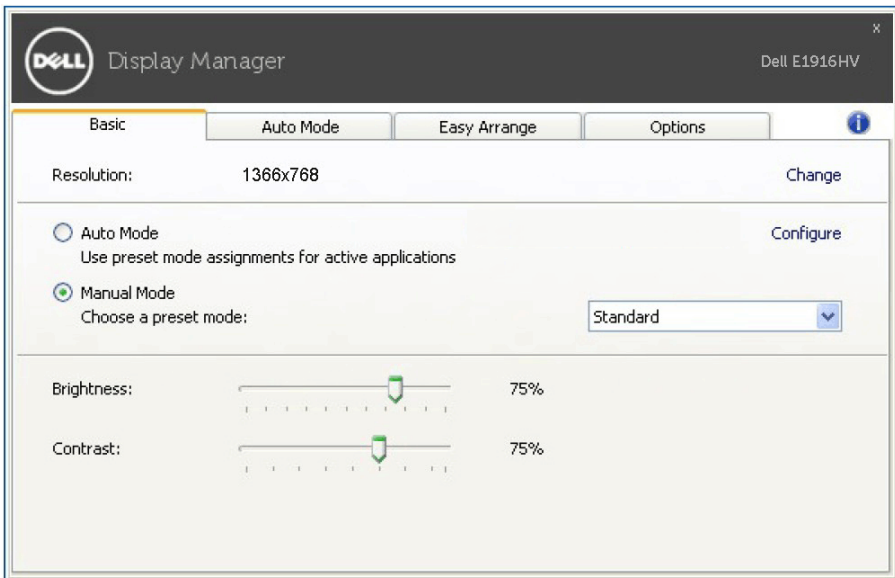 x
DELL Display Manager Dell E1916HV
Basic Auto Mode Easy Arrange Options i
Resolution: 1366x768 Change
Auto Mode Configure
Use preset mode assignments for active applications
Manual Mode
Choose a preset mode: Standard
Brightness: 75%
Contrast: 75%